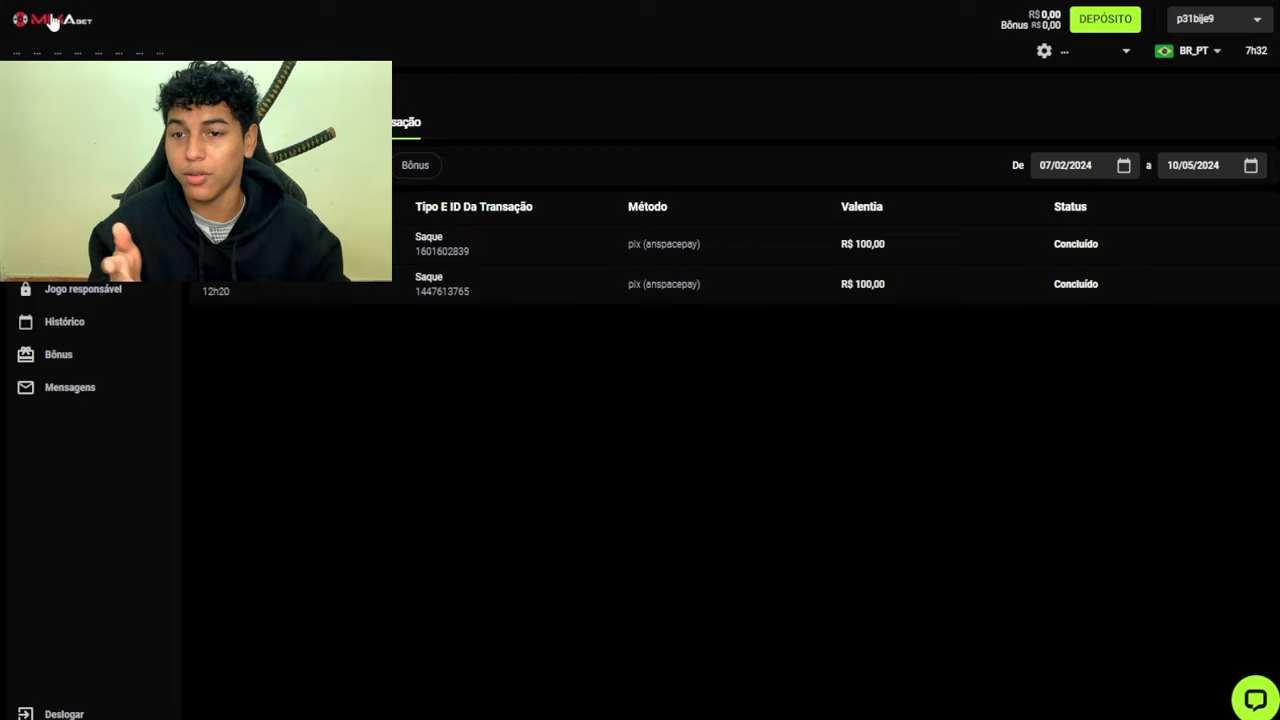 MMABET
R$ 0,00
Bônus R$ 0,00
DEPÓSITO
p31bije9
... ... ... ... ... ... ... ...
...
BR_PT
7h32
sação
Bônus
De
07/02/2024
a
10/05/2024
Tipo E ID Da Transação
Método
Valentia
Status
Saque
1601602839
pix (anspacepay)
R$ 100,00
Concluído
12h20
Saque
1447613765
pix (anspacepay)
R$ 100,00
Concluído
Jogo responsável
Histórico
Bônus
Mensagens
Deslogar